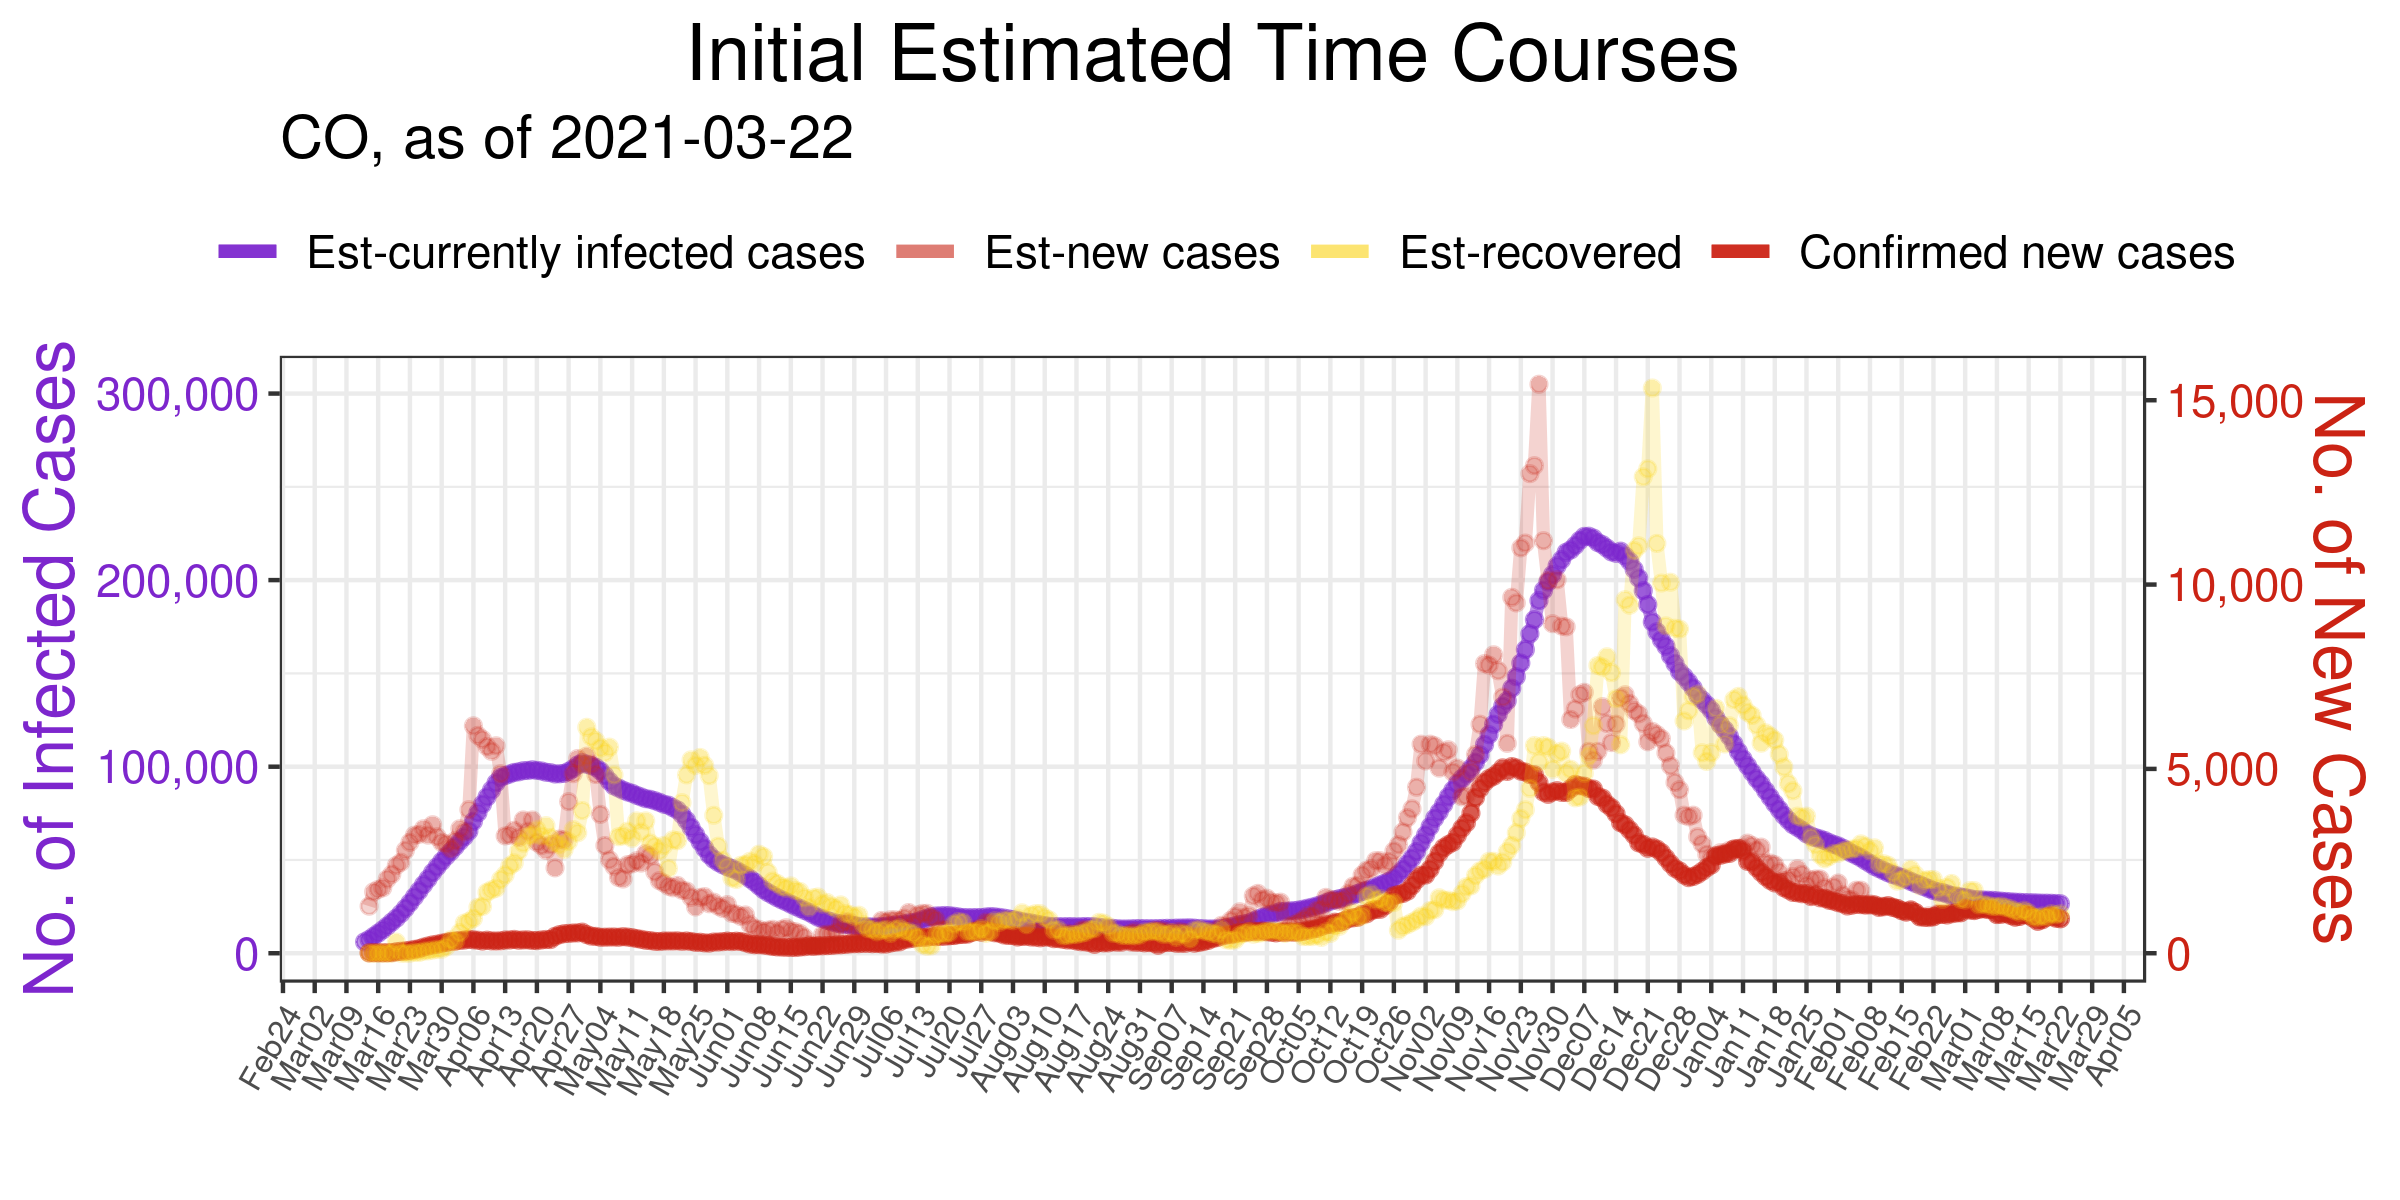 Initial Estimated Time Courses
CO, as of 2021-03-22
Est-currently infected cases Est-new cases Est-recovered Confirmed new cases
No. of Infected Cases
300,000
200,000
100,000
0
15,000
10,000
5,000
0
No. of New Cases
Feb24 Mar02 Mar09 Mar16 Mar23 Mar30 Apr06 Apr13 Apr20 Apr27 May04 May11 May18 May25 Jun01 Jun08 Jun15 Jun22 Jun29 Jul06 Jul13 Jul20 Jul27 Aug03 Aug10 Aug17 Aug24 Aug31 Sep07 Sep14 Sep21 Sep28 Oct05 Oct12 Oct19 Oct26 Nov02 Nov09 Nov16 Nov23 Nov30 Dec07 Dec14 Dec21 Dec28 Jan04 Jan11 Jan18 Jan25 Feb01 Feb08 Feb15 Feb22 Mar01 Mar08 Mar15 Mar22 Mar29 Apr05